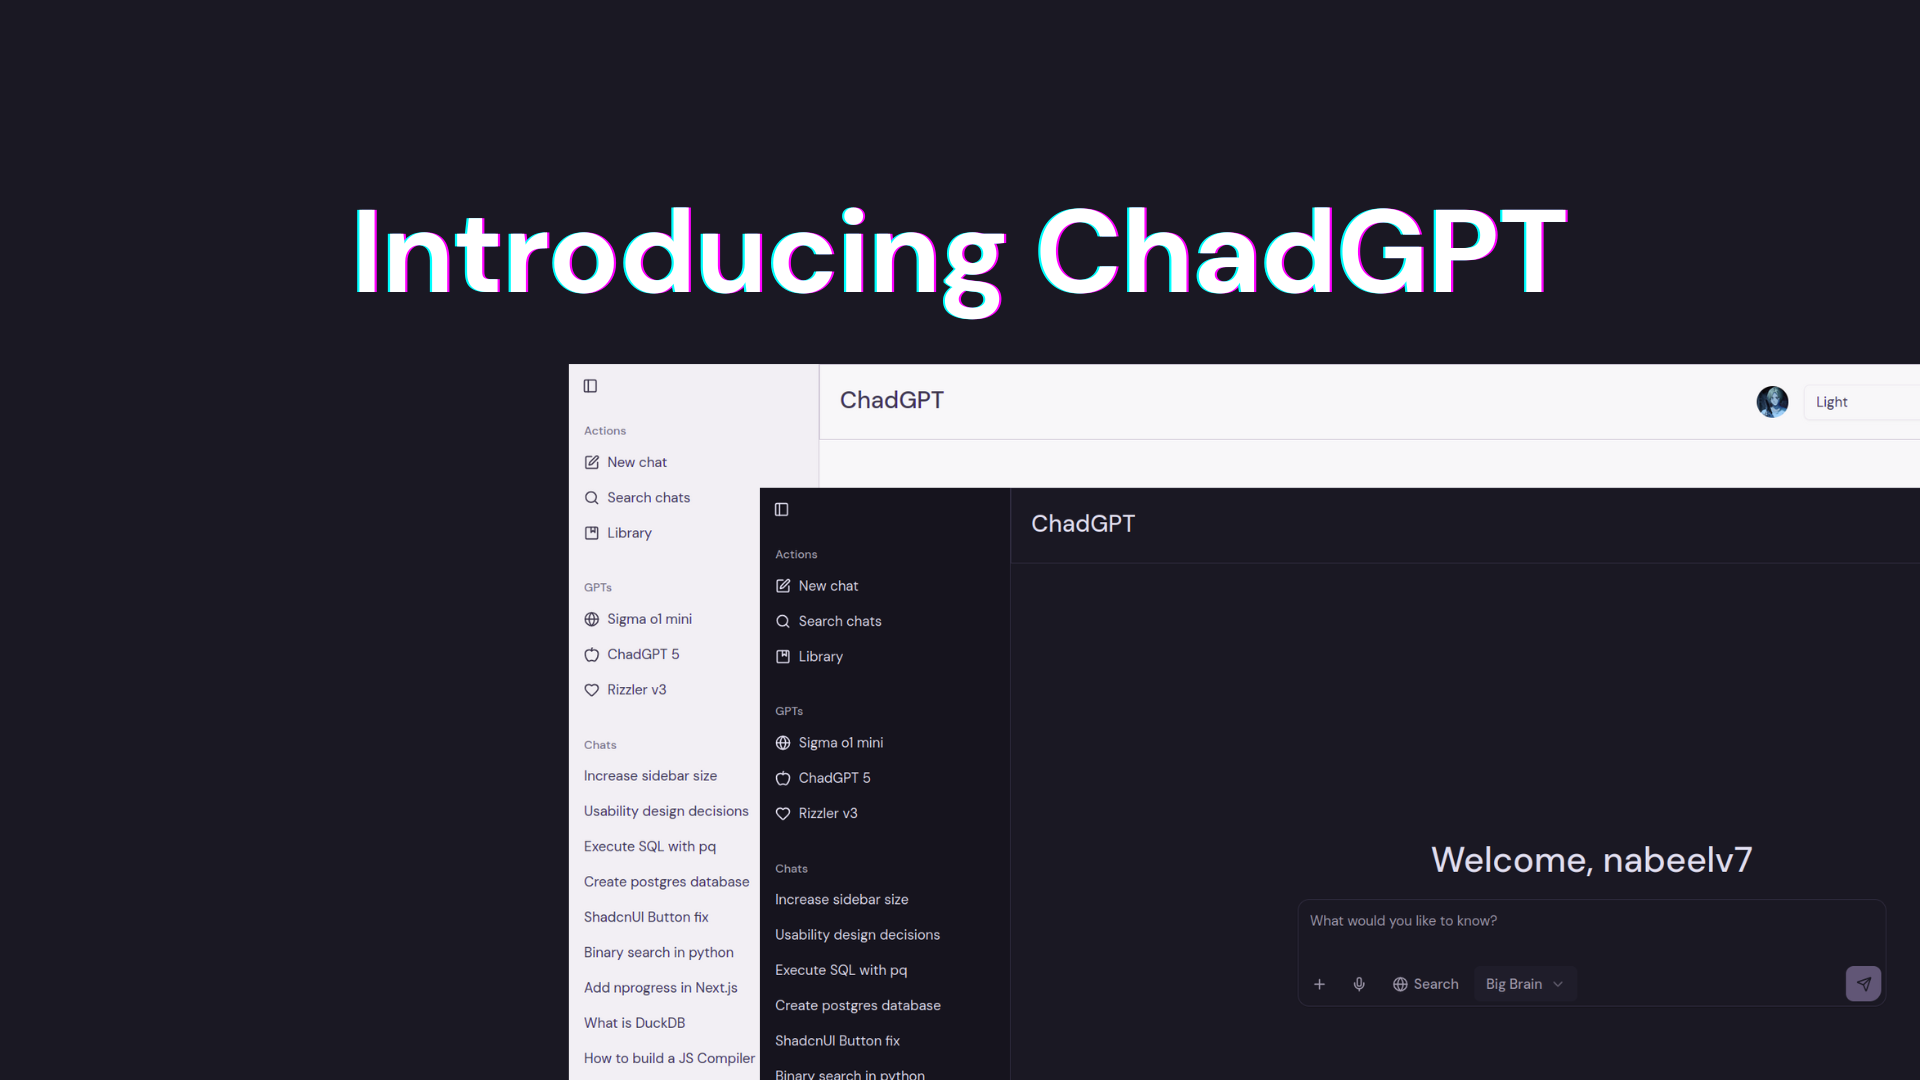 Introducing ChadGPT
ChadGPT
Light
Actions
New chat
Search chats
Library
GPTs
Sigma o1 mini
ChadGPT 5
Rizzler v3
Chats
Increase sidebar size
Usability design decisions
Execute SQL with pq
Create postgres database
ShadcnUI Button fix
Binary search in python
Add nprogress in Next.js
What is DuckDB
How to build a JS Compiler
ChadGPT
Actions
New chat
Search chats
Library
GPTs
Sigma o1 mini
ChadGPT 5
Rizzler v3
Chats
Increase sidebar size
Usability design decisions
Execute SQL with pq
Create postgres database
ShadcnUI Button fix
Binary search in python
Welcome, nabeelv7
What would you like to know?
Search
Big Brain